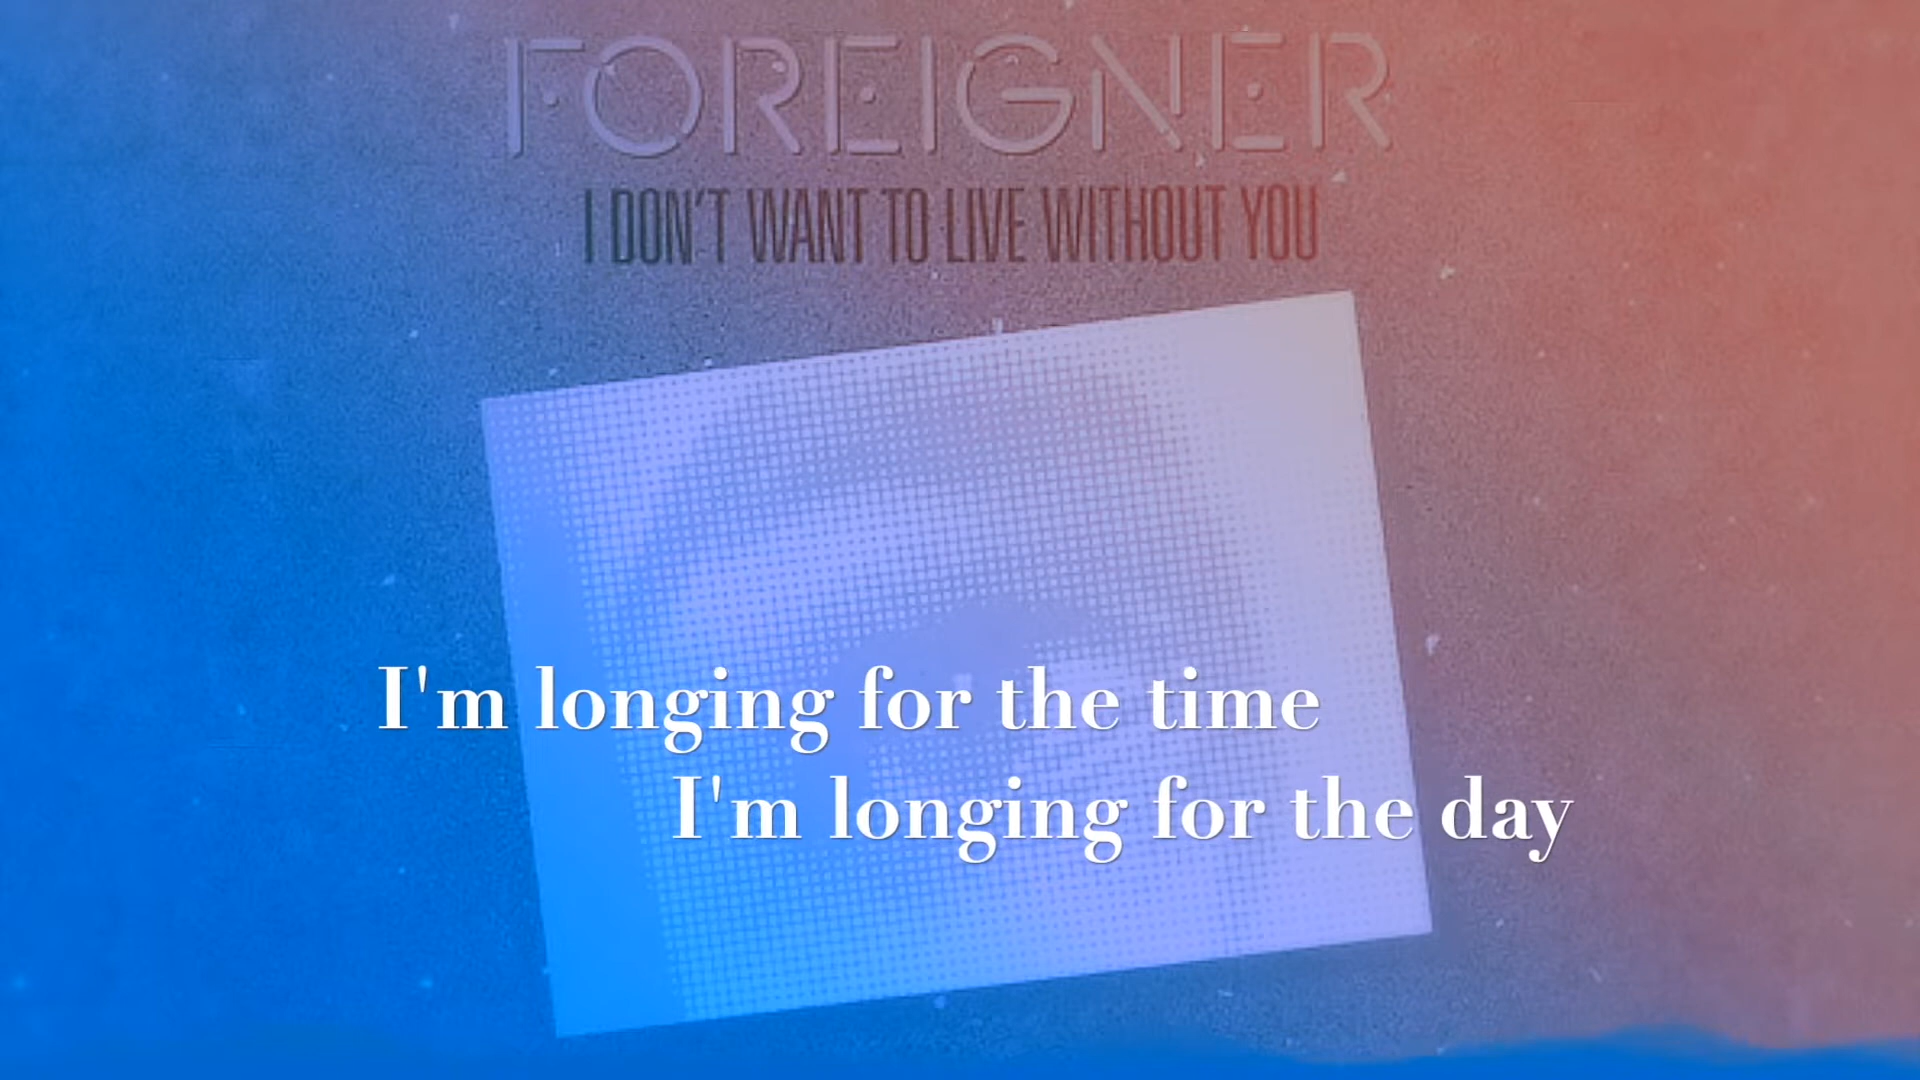 FOREIGNER
I DON'T WANT TO LIVE WITHOUT YOU
I'm longing for the time
I'm longing for the day